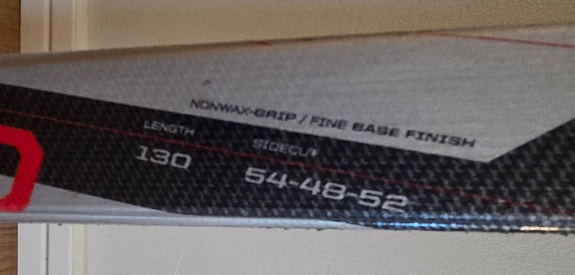 NONWAX-GRIP / FINE BASE FINISH
LENGTH
130
SIDECUT
54-48-52